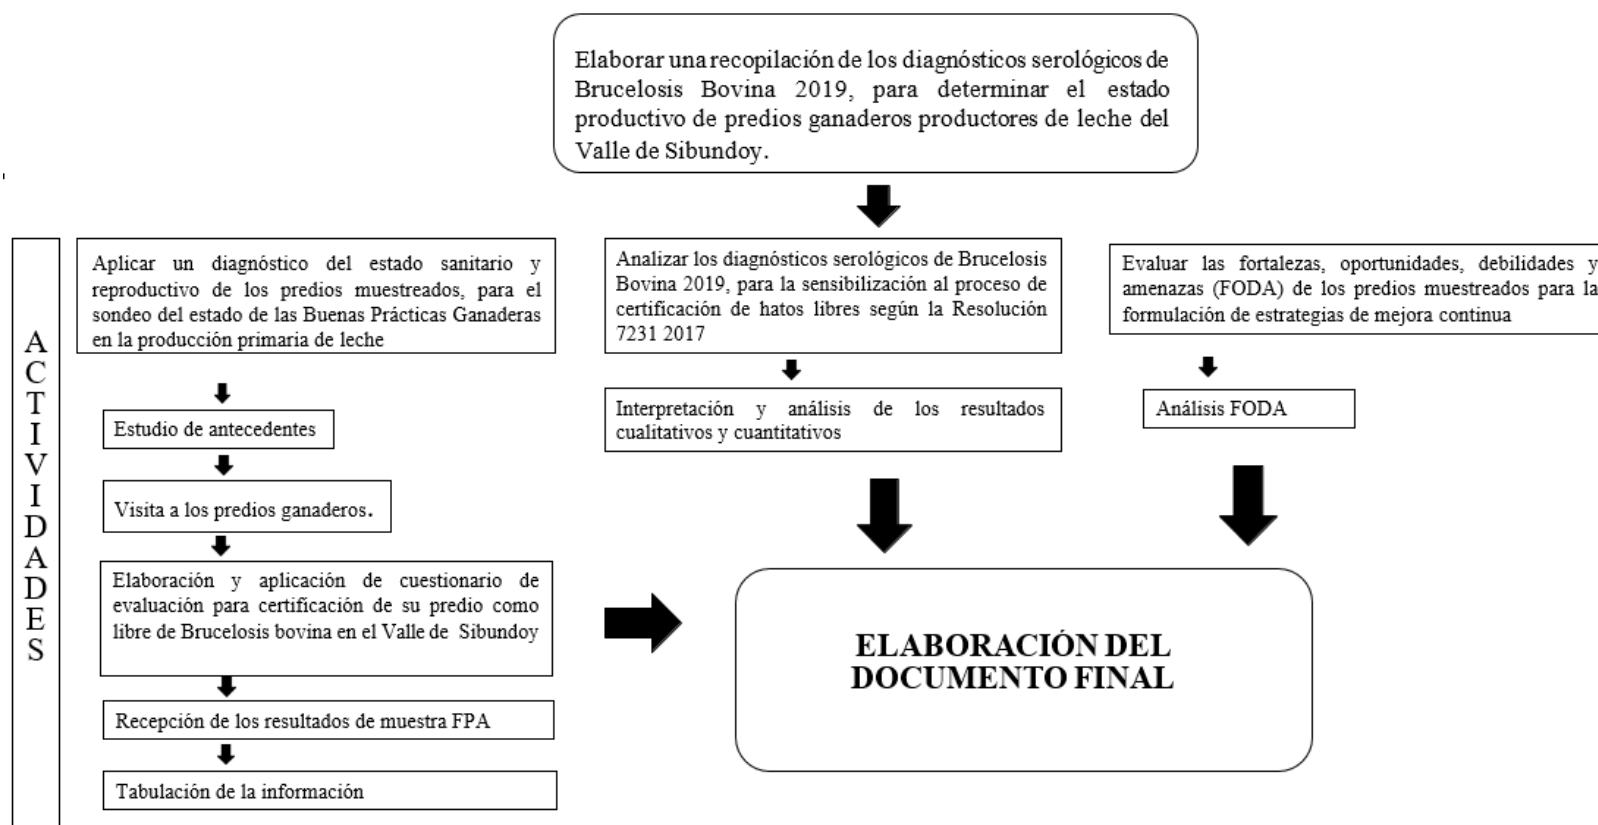 Elaborar una recopilación de los diagnósticos serológicos de
Brucelosis Bovina 2019, para determinar el estado
productivo de predios ganaderos productores de leche del
Valle de Sibundoy.
ACTIVIDADES
Aplicar un diagnóstico del estado sanitario y
reproductivo de los predios muestreados, para el
sondeo del estado de las Buenas Prácticas Ganaderas
en la producción primaria de leche
Estudio de antecedentes
Visita a los predios ganaderos.
Elaboración y aplicación de cuestionario de
evaluación para certificación de su predio como
libre de Brucelosis bovina en el Valle de Sibundoy
Recepción de los resultados de muestra FPA
Tabulación de la información
Analizar los diagnósticos serológicos de Brucelosis
Bovina 2019, para la sensibilización al proceso de
certificación de hatos libres según la Resolución
7231 2017
Interpretación y análisis de los resultados
cualitativos y cuantitativos
Evaluar las fortalezas, oportunidades, debilidades y
amenazas (FODA) de los predios muestreados para la
formulación de estrategias de mejora continua
Análisis FODA
ELABORACIÓN DEL
DOCUMENTO FINAL